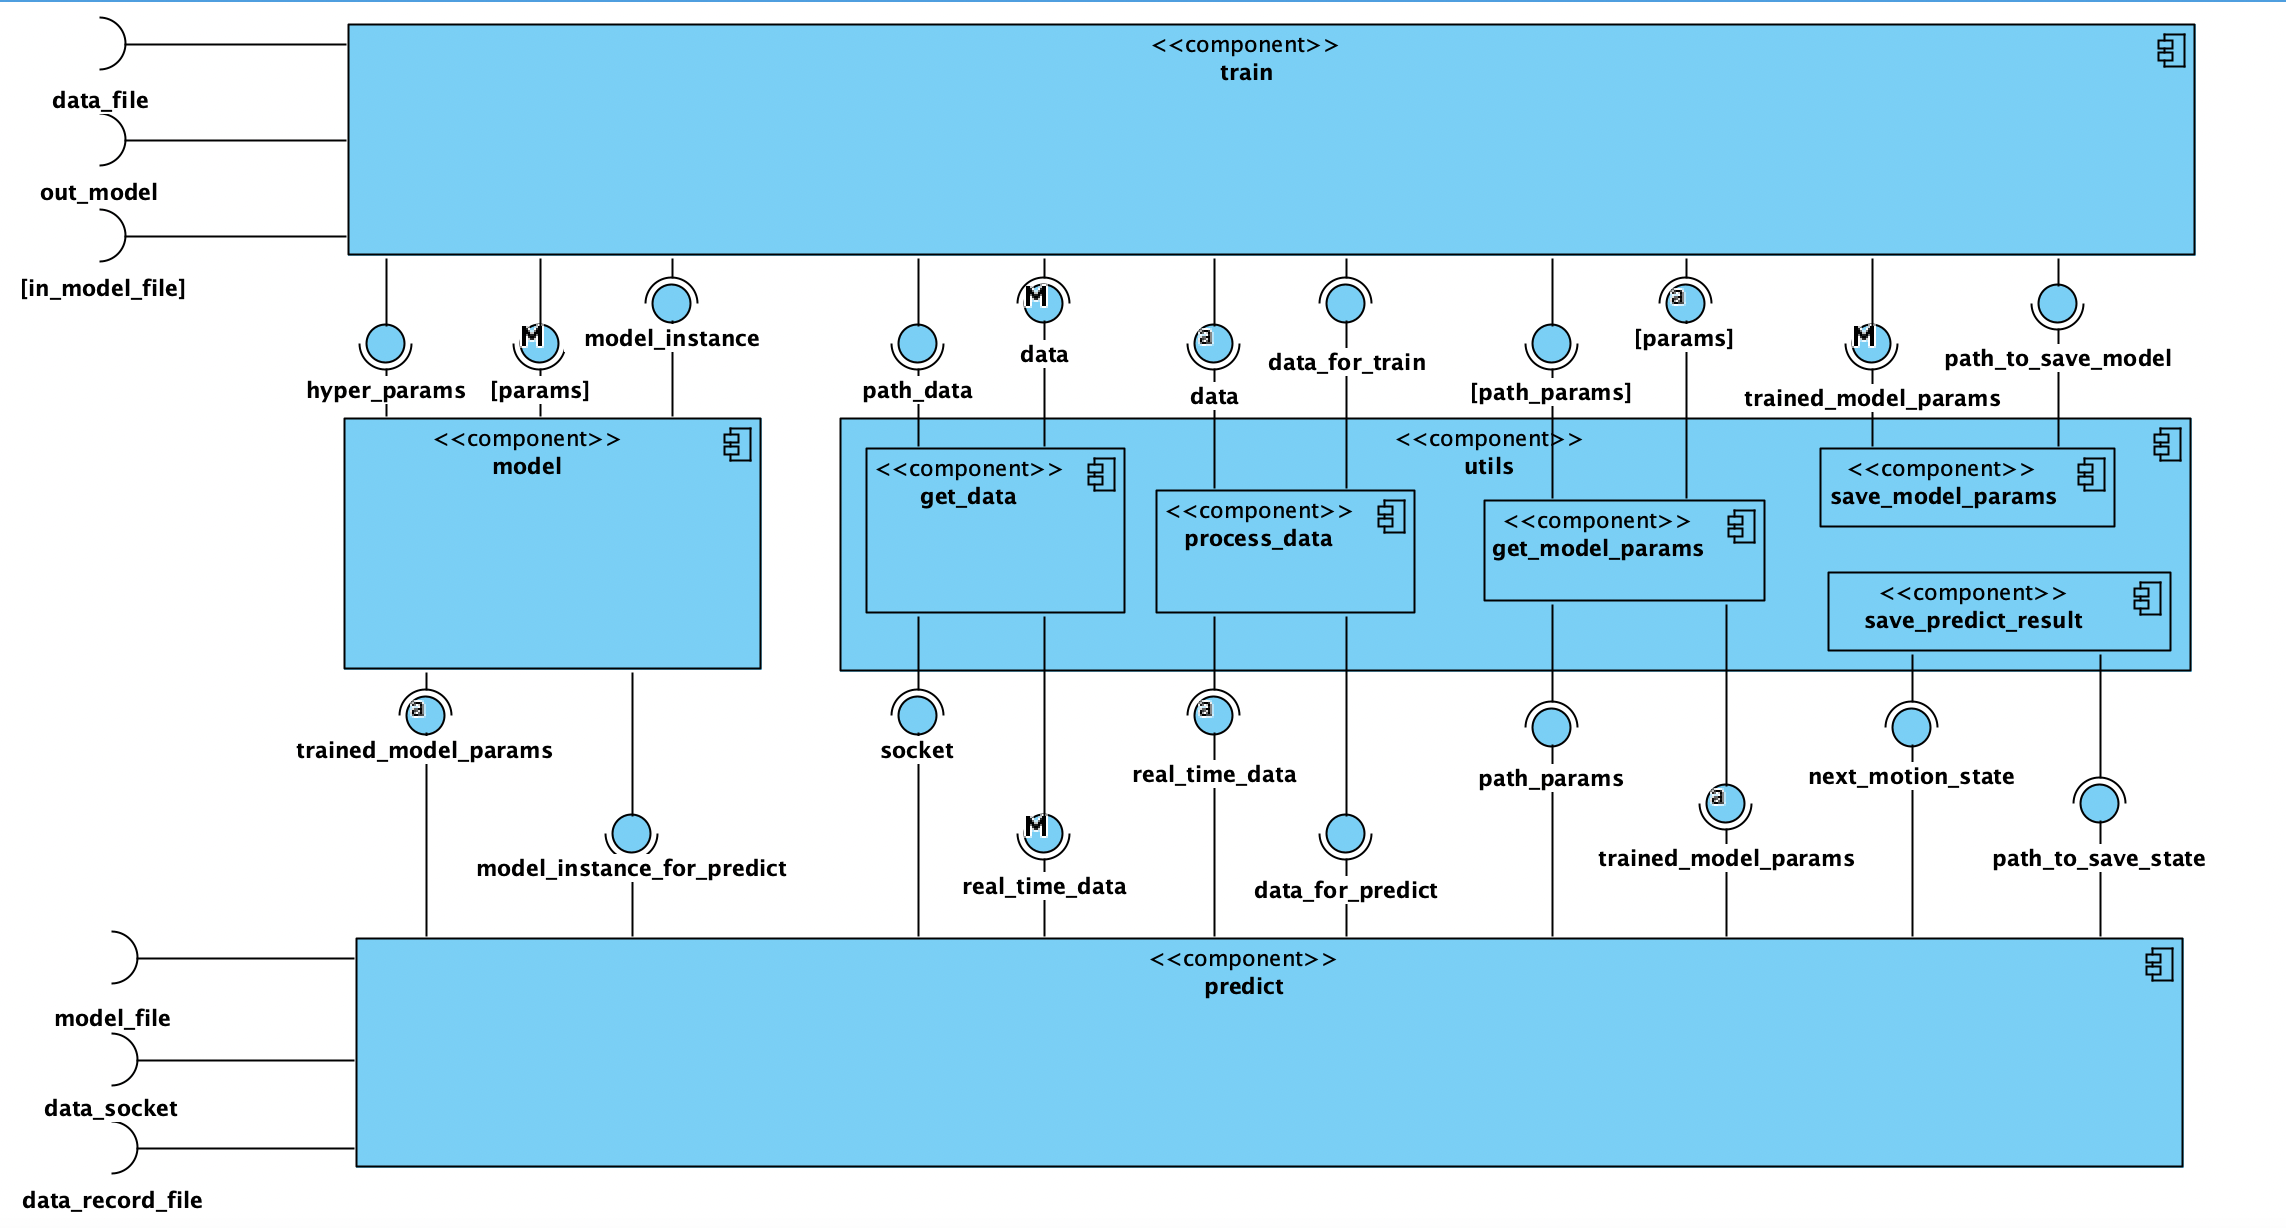 <<component>>
train
data_file
out_model
[in_model_file]
M
a
a
M
M
model_instance
data
data_for_train
[params]
path_to_save_model
hyper_params
[params]
path_data
data
[path_params]
trained_model_params
<<component>>
model
<<component>>
utils
<<component>>
get_data
<<component>>
process_data
<<component>>
get_model_params
<<component>>
save_model_params
<<component>>
save_predict_result
a
a
trained_model_params
socket
real_time_data
path_params
next_motion_state
a
M
model_instance_for_predict
real_time_data
data_for_predict
trained_model_params
path_to_save_state
<<component>>
predict
model_file
data_socket
data_record_file